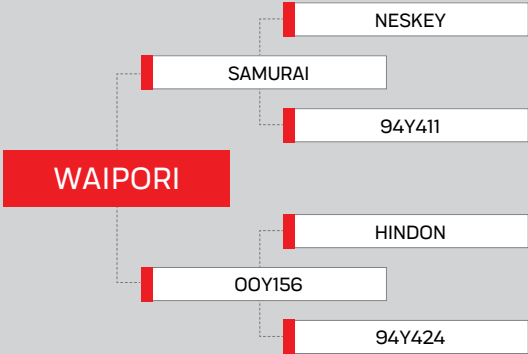 NESKEY
SAMURAI
94Y411
WAIPORI
HINDON
00Y156
94Y424